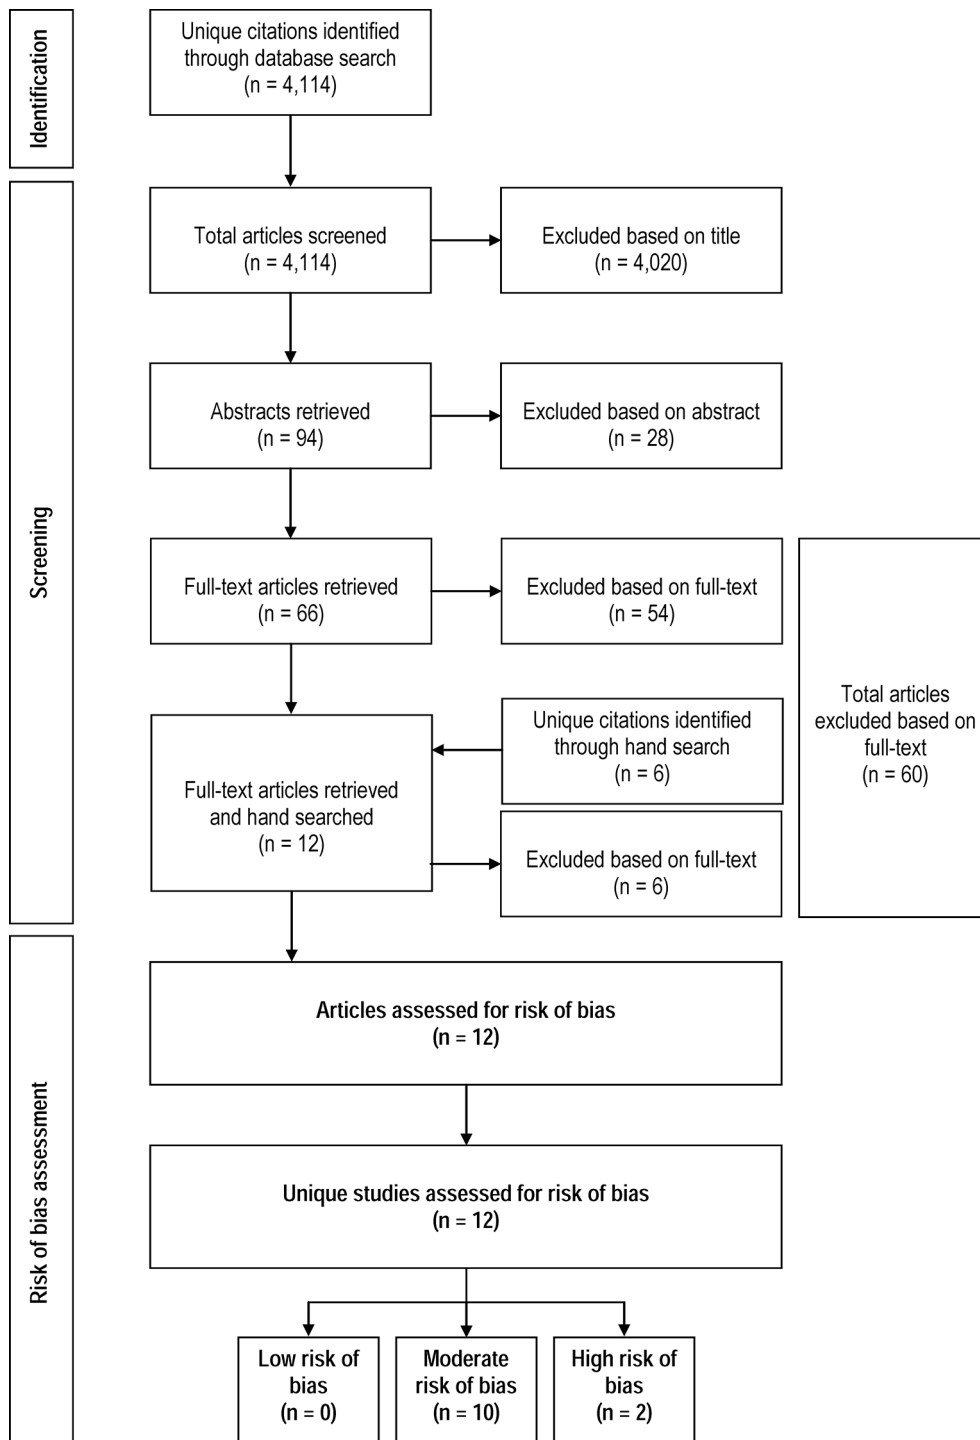 Identification
Unique citations identified
through database search
(n = 4,114)
Screening
Total articles screened
(n = 4,114)
Excluded based on title
(n = 4,020)
Abstracts retrieved
(n = 94)
Excluded based on abstract
(n = 28)
Full-text articles retrieved
(n = 66)
Excluded based on full-text
(n = 54)
Full-text articles retrieved
and hand searched
(n = 12)
Unique citations identified
through hand search
(n = 6)
Excluded based on full-text
(n = 6)
Total articles
excluded based on
full-text
(n = 60)
Risk of bias assessment
Articles assessed for risk of bias
(n = 12)
Unique studies assessed for risk of bias
(n = 12)
Low risk of
bias
(n = 0)
Moderate
risk of bias
(n = 10)
High risk of
bias
(n = 2)